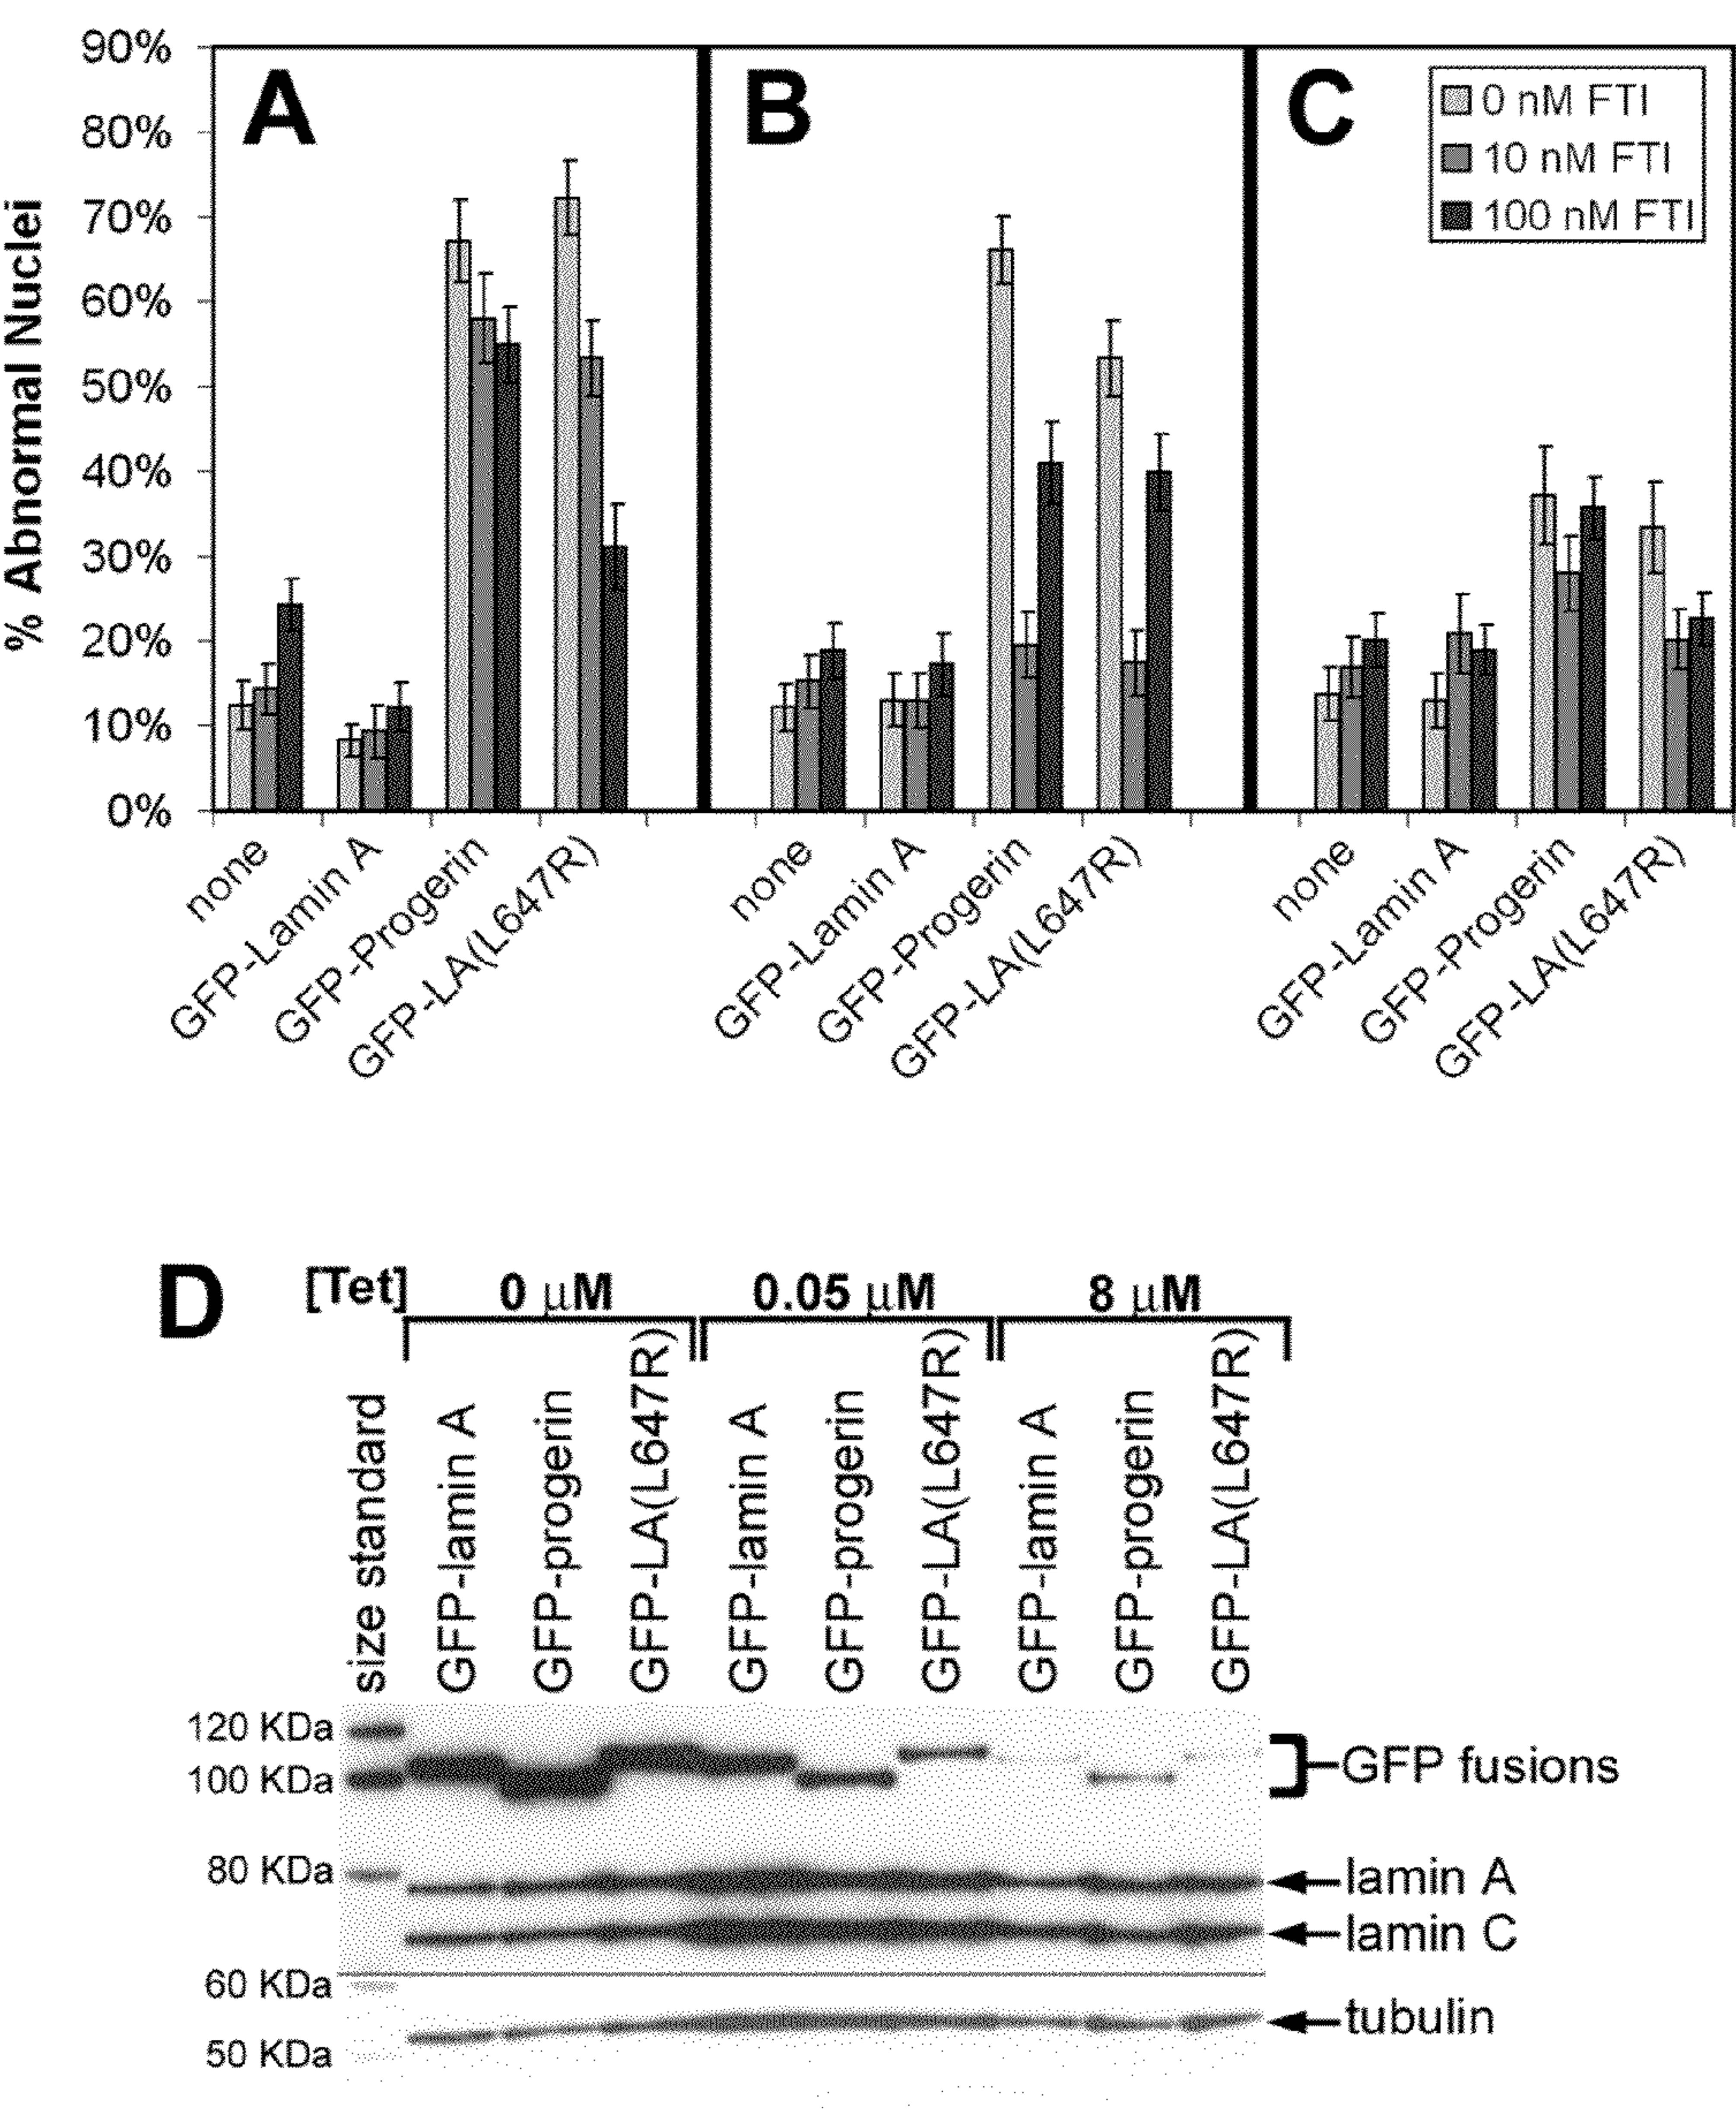 90%
80%
70%
60%
50%
40%
30%
20%
10%
0%
% Abnormal Nuclei
A
B
C
0 nM FTI
10 nM FTI
100 nM FTI
none
GFP-Lamin A
GFP-Progerin
GFP-LA(L647R)
none
GFP-Lamin A
GFP-Progerin
GFP-LA(L647R)
none
GFP-Lamin A
GFP-Progerin
GFP-LA(L647R)
D
[Tet] 0 μM 0.05 μM 8 μM
size standard
GFP-lamin A
GFP-progerin
GFP-LA(L647R)
GFP-lamin A
GFP-progerin
GFP-LA(L647R)
GFP-lamin A
GFP-progerin
GFP-LA(L647R)
120 KDa
100 KDa
80 KDa
60 KDa
50 KDa
GFP fusions
lamin A
lamin C
tubulin